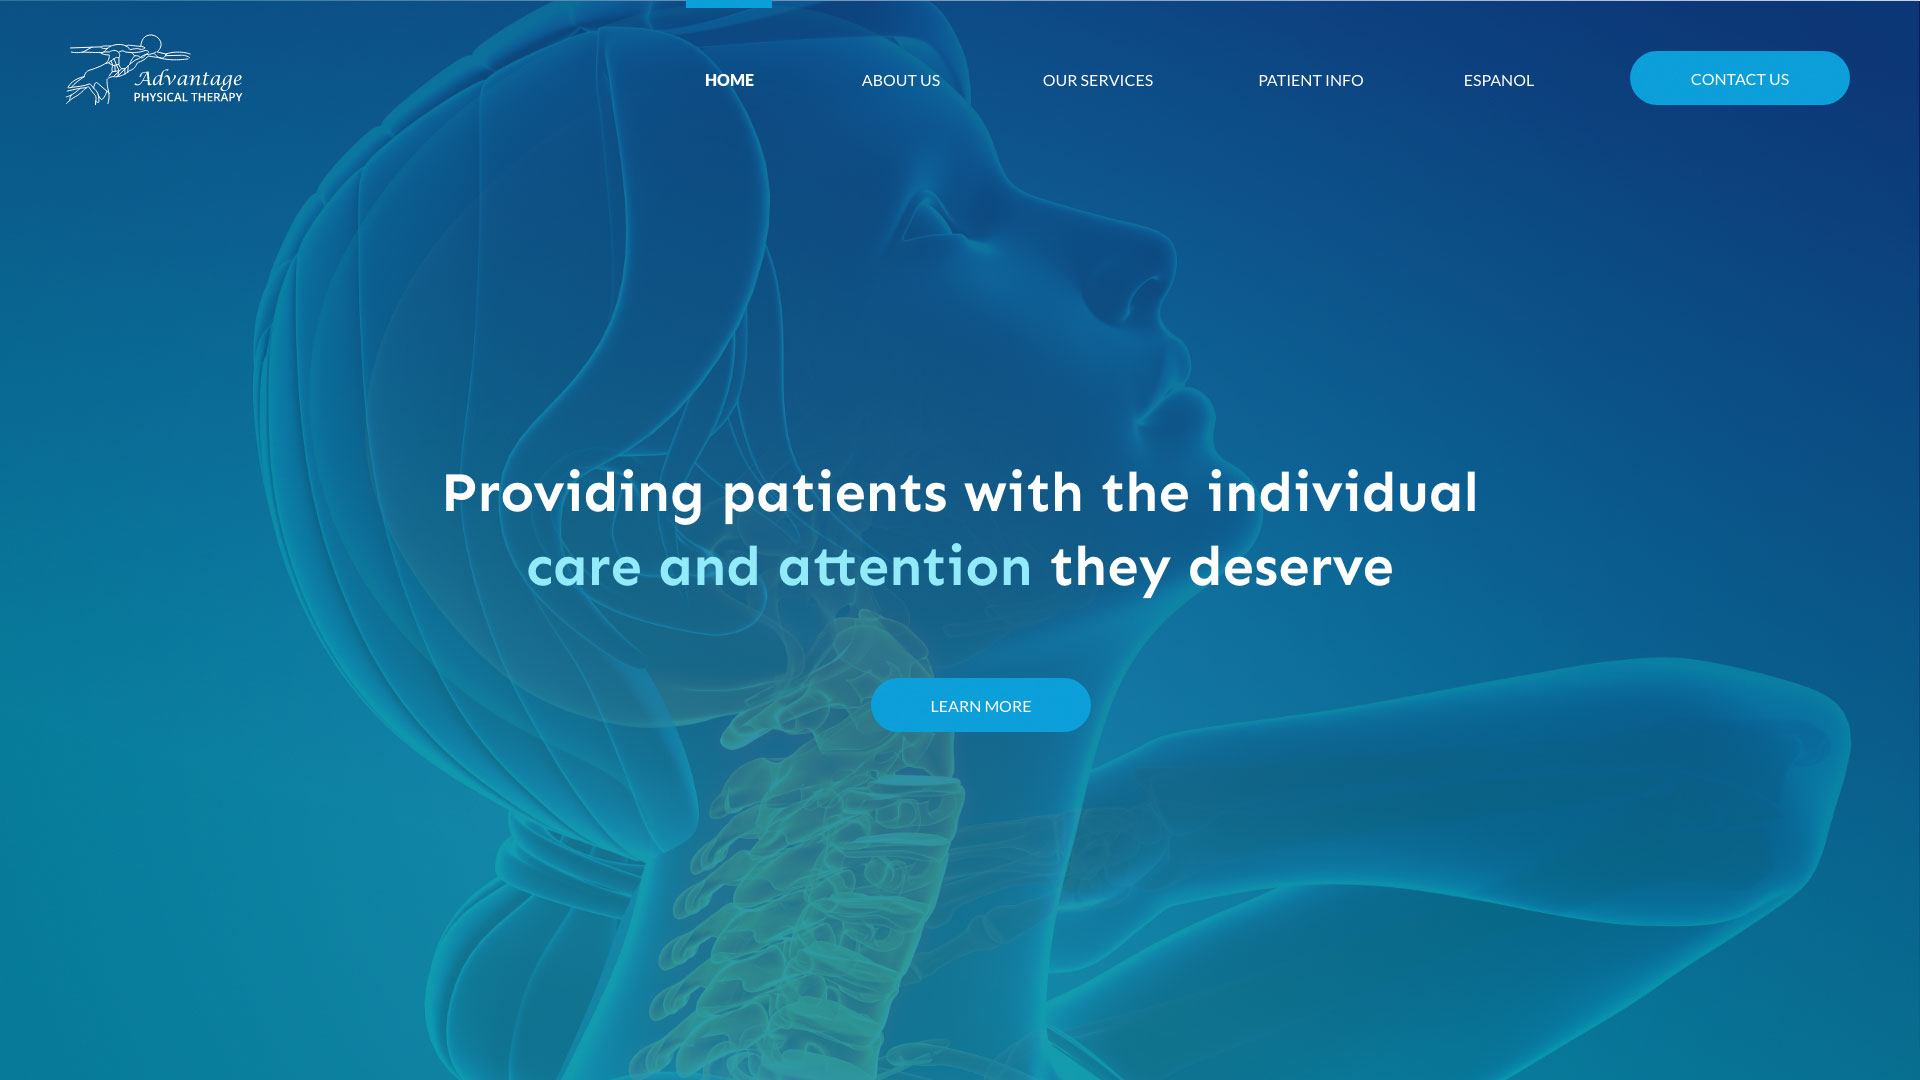 Advantage
PHYSICAL THERAPY
HOME
ABOUT US
OUR SERVICES
PATIENT INFO
ESPANOL
CONTACT US
Providing patients with the individual
care and attention they deserve
LEARN MORE